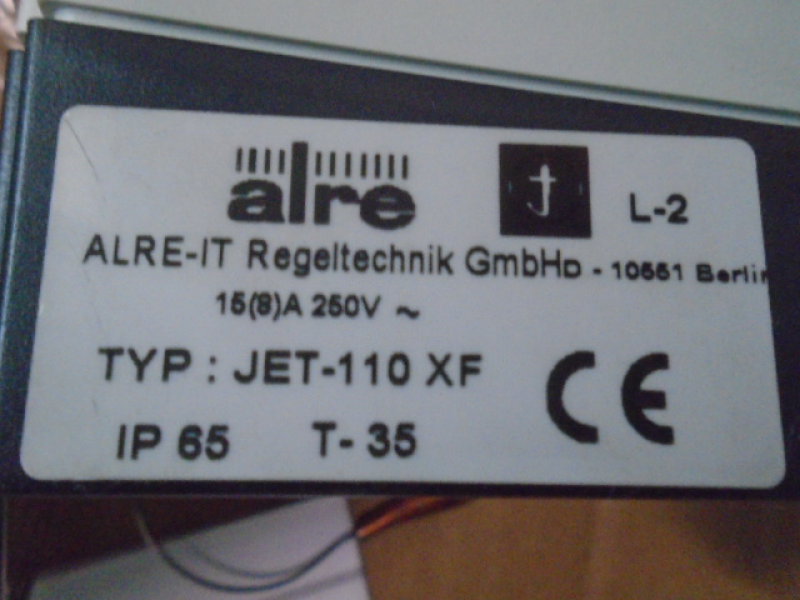 alre
L-2
ALRE-IT Regeltechnik GmbH D - 10551 Berlin
15(8)A 250V ~
TYP : JET-110 XF
CE
IP 65 T- 35